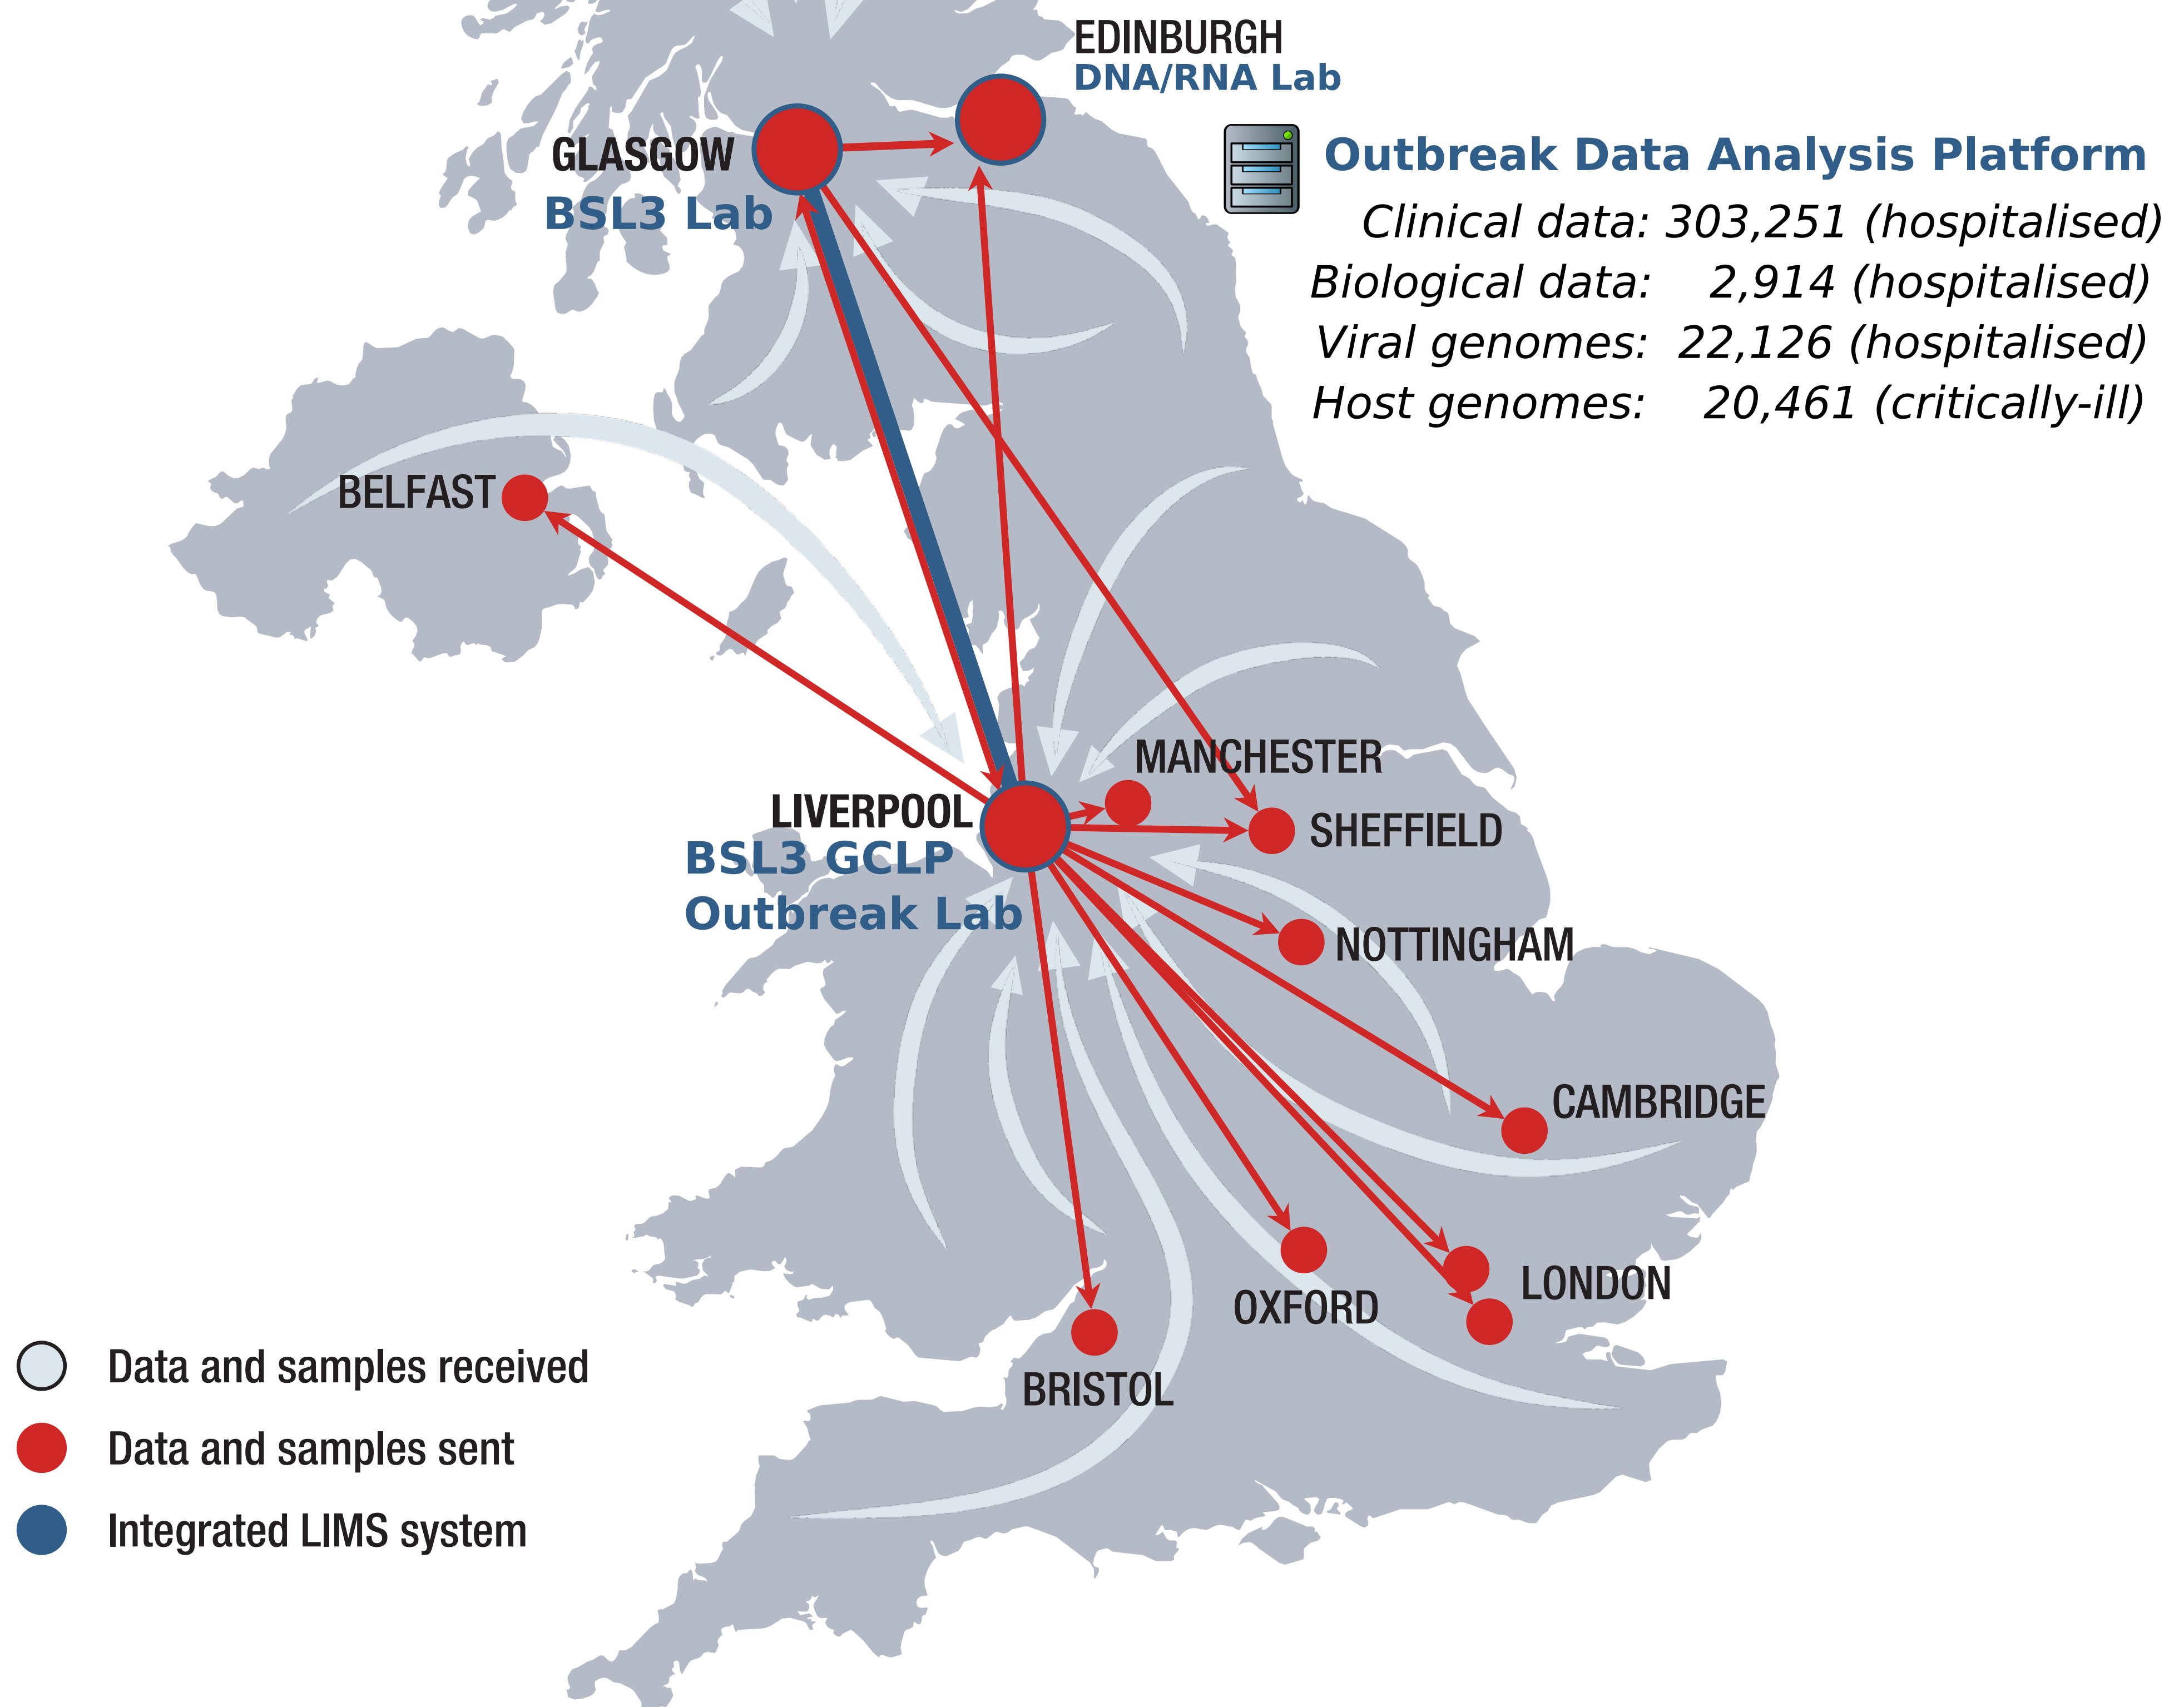 EDINBURGH
DNA/RNA Lab
GLASGOW
BSL3 Lab
Outbreak Data Analysis Platform
Clinical data: 303,251 (hospitalised)
Biological data: 2,914 (hospitalised)
Viral genomes: 22,126 (hospitalised)
Host genomes: 20,461 (critically-ill)
BELFAST
MANCHESTER
LIVERPOOL
BSL3 GCLP
Outbreak Lab
SHEFFIELD
NOTTINGHAM
CAMBRIDGE
LONDON
OXFORD
BRISTOL
Data and samples received
Data and samples sent
Integrated LIMS system